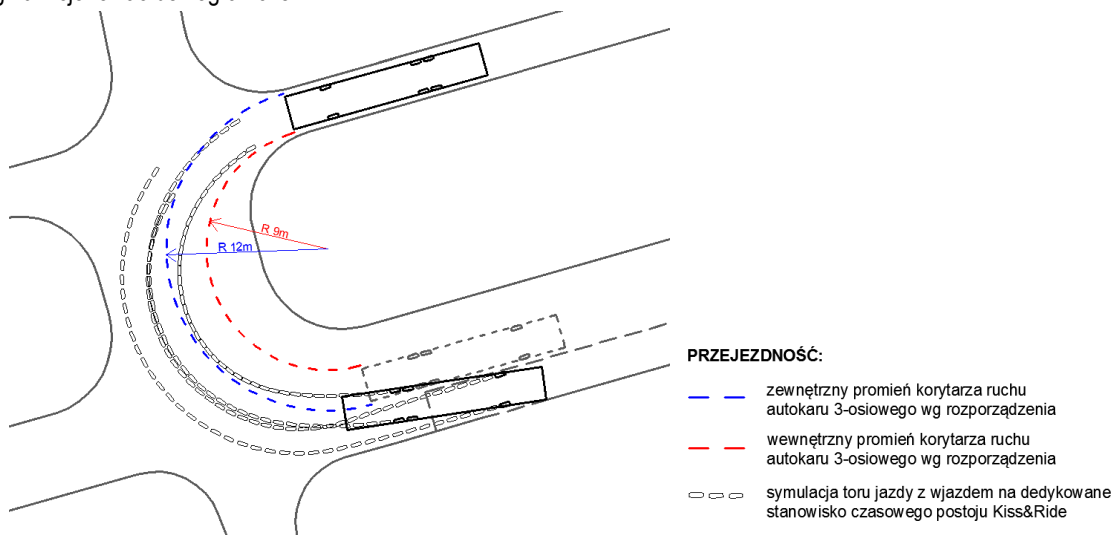 R 9m
R 12m
PRZEJEZDNOŚĆ:
zewnętrzny promień korytarza ruchu
autokaru 3-osiowego wg rozporządzenia
wewnętrzny promień korytarza ruchu
autokaru 3-osiowego wg rozporządzenia
symulacja toru jazdy z wjazdem na dedykowane
stanowisko czasowego postoju Kiss&Ride